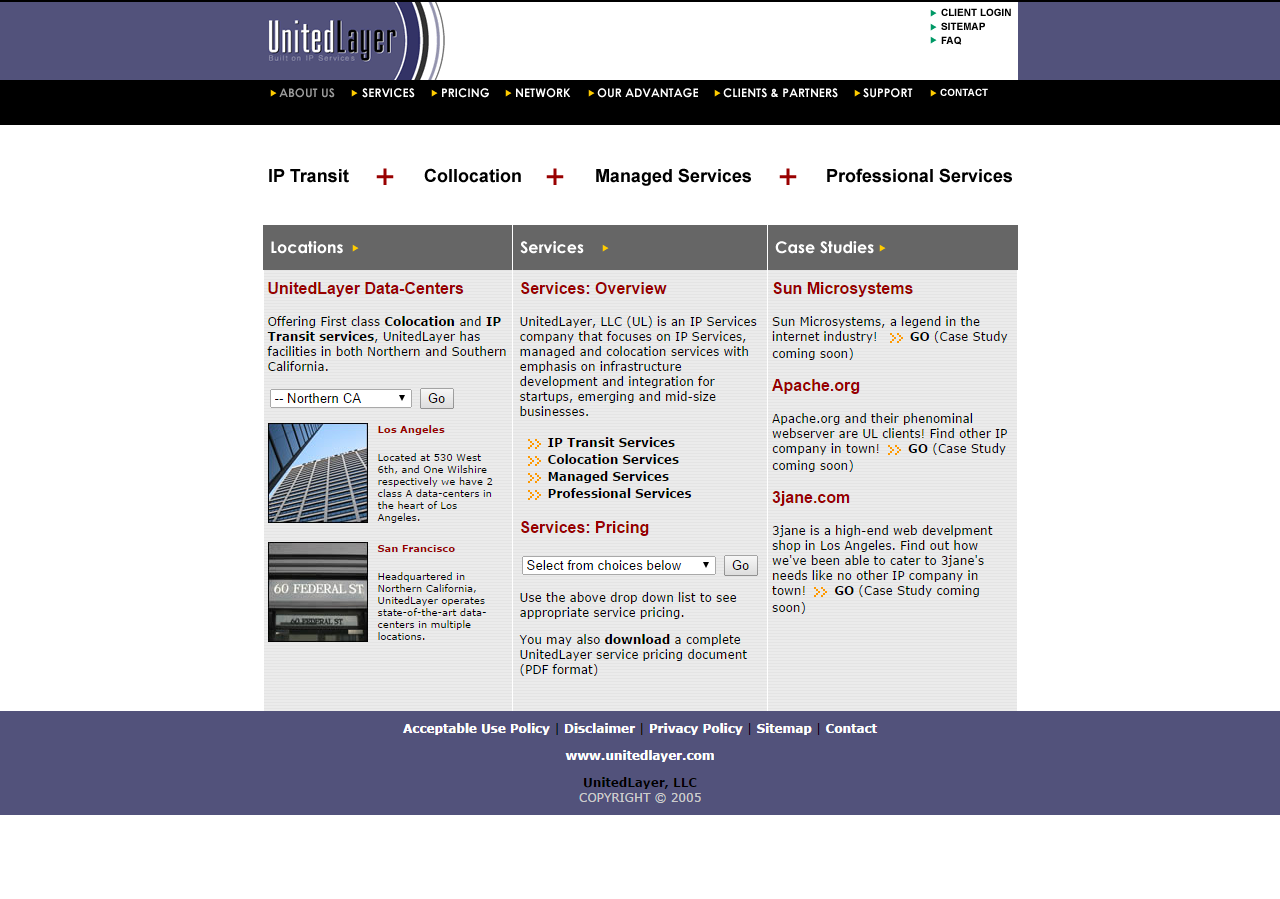 UnitedLayer
Built on IP Services
CLIENT LOGIN
SITEMAP
FAQ
ABOUT US SERVICES PRICING NETWORK OUR ADVANTAGE CLIENTS & PARTNERS SUPPORT CONTACT
IP Transit + Collocation + Managed Services + Professional Services
Locations
UnitedLayer Data-Centers
Offering First class Colocation and IP
Transit services, UnitedLayer has
facilities in both Northern and Southern
California.
-- Northern CA Go
Los Angeles
Located at 530 West
6th, and One Wilshire
respectively we have 2
class A data-centers in
the heart of Los
Angeles.
60 FEDERAL ST
60 FEDERAL ST
San Francisco
Headquartered in
Northern California,
UnitedLayer operates
state-of-the-art data-
centers in multiple
locations.
Services
Services: Overview
UnitedLayer, LLC (UL) is an IP Services
company that focuses on IP Services,
managed and colocation services with
emphasis on infrastructure
development and integration for
startups, emerging and mid-size
businesses.
IP Transit Services
Colocation Services
Managed Services
Professional Services
Services: Pricing
Select from choices below Go
Use the above drop down list to see
appropriate service pricing.
You may also download a complete
UnitedLayer service pricing document
(PDF format)
Case Studies
Sun Microsystems
Sun Microsystems, a legend in the
internet industry! GO (Case Study
coming soon)
Apache.org
Apache.org and their phenominal
webserver are UL clients! Find other IP
company in town! GO (Case Study
coming soon)
3jane.com
3jane is a high-end web develpment
shop in Los Angeles. Find out how
we've been able to cater to 3jane's
needs like no other IP company in
town! GO (Case Study coming
soon)
Acceptable Use Policy | Disclaimer | Privacy Policy | Sitemap | Contact
www.unitedlayer.com
UnitedLayer, LLC
COPYRIGHT © 2005